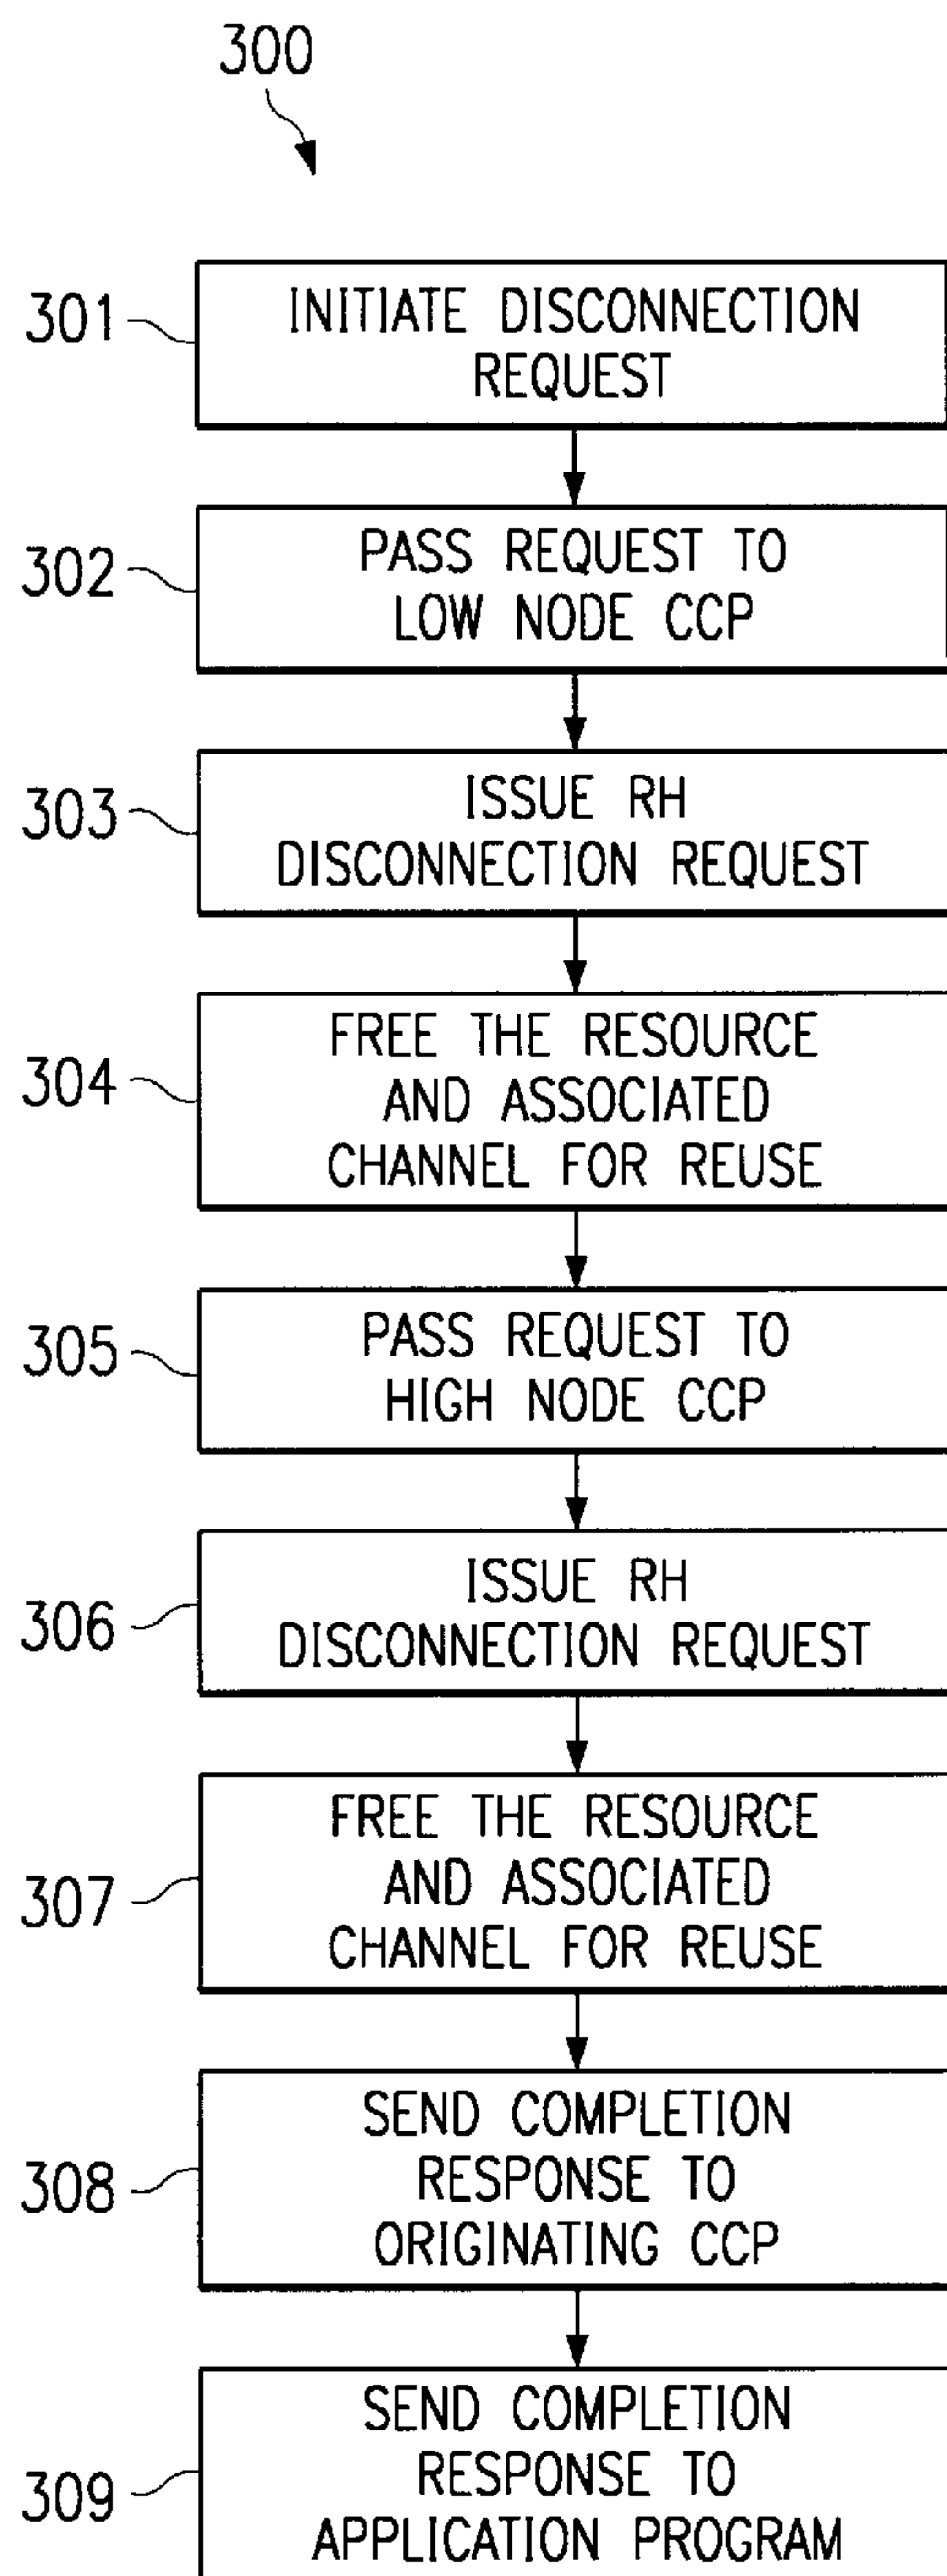 300
301
INITIATE DISCONNECTION
REQUEST
302
PASS REQUEST TO
LOW NODE CCP
303
ISSUE RH
DISCONNECTION REQUEST
304
FREE THE RESOURCE
AND ASSOCIATED
CHANNEL FOR REUSE
305
PASS REQUEST TO
HIGH NODE CCP
306
ISSUE RH
DISCONNECTION REQUEST
307
FREE THE RESOURCE
AND ASSOCIATED
CHANNEL FOR REUSE
308
SEND COMPLETION
RESPONSE TO
ORIGINATING CCP
309
SEND COMPLETION
RESPONSE TO
APPLICATION PROGRAM